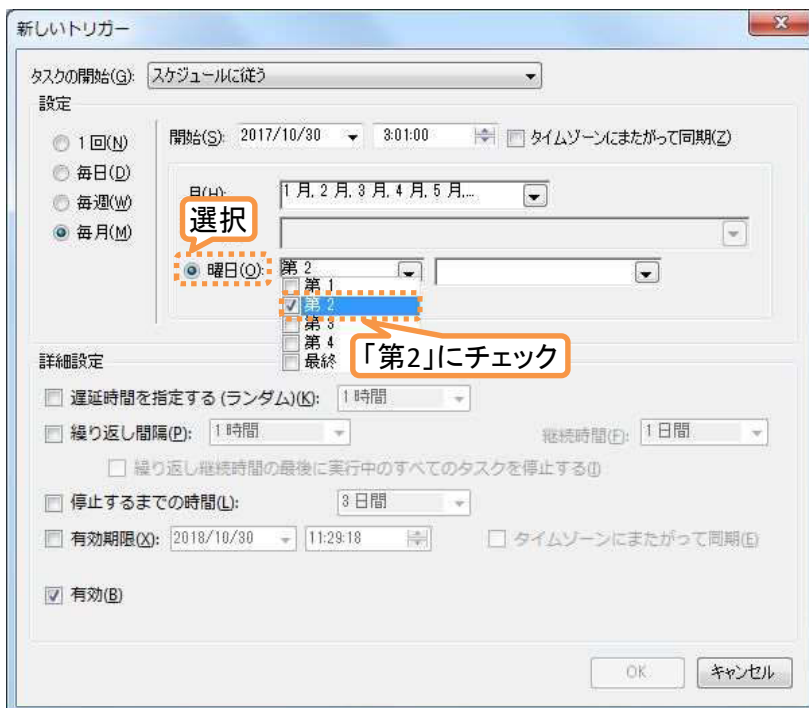 新しいトリガー
タスクの開始(G): スケジュールに従う
設定
1 回(N)
毎日(D)
毎週(W)
毎月(M)
開始(S): 2017/10/30 3:01:00 タイムゾーンにまたがって同期(Z)
月(H): 1 月, 2 月, 3 月, 4 月, 5 月,...
選択
曜日(O): 第 2
第 1
第 2
第 3
第 4
最終
「第2」にチェック
詳細設定
遅延時間を指定する (ランダム)(K): 1 時間
繰り返し間隔(P): 1 時間 継続時間(F): 1 日間
繰り返し継続時間の最後に実行中のすべてのタスクを停止する(I)
停止するまでの時間(L): 3 日間
有効期限(X): 2018/10/30 11:29:18 タイムゾーンにまたがって同期(E)
有効(B)
OK キャンセル